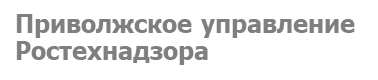 Приволжское управление
Ростехнадзора